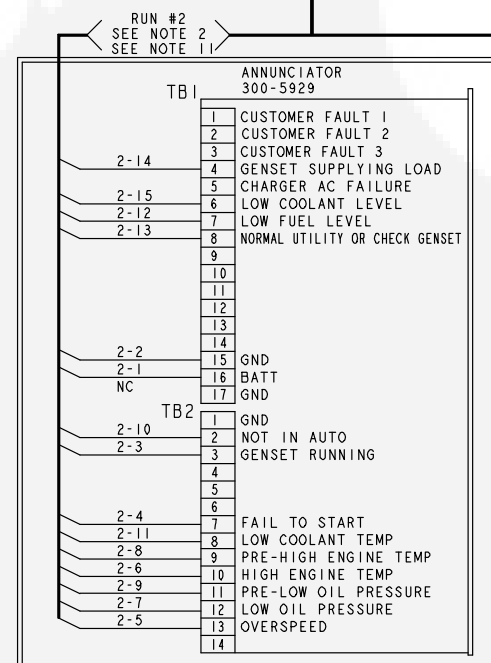 RUN #2
SEE NOTE 2
SEE NOTE 11
ANNUNCIATOR
300-5929
TB1
1 CUSTOMER FAULT 1
2 CUSTOMER FAULT 2
3 CUSTOMER FAULT 3
2-14 4 GENSET SUPPLYING LOAD
5 CHARGER AC FAILURE
2-15 6 LOW COOLANT LEVEL
2-12 7 LOW FUEL LEVEL
2-13 8 NORMAL UTILITY OR CHECK GENSET
9
10
11
12
13
14
2-2 15 GND
2-1 16 BATT
NC 17 GND
TB2
1 GND
2-10 2 NOT IN AUTO
2-3 3 GENSET RUNNING
4
5
6
2-4 7 FAIL TO START
2-11 8 LOW COOLANT TEMP
2-8 9 PRE-HIGH ENGINE TEMP
2-6 10 HIGH ENGINE TEMP
2-9 11 PRE-LOW OIL PRESSURE
2-7 12 LOW OIL PRESSURE
2-5 13 OVERSPEED
14